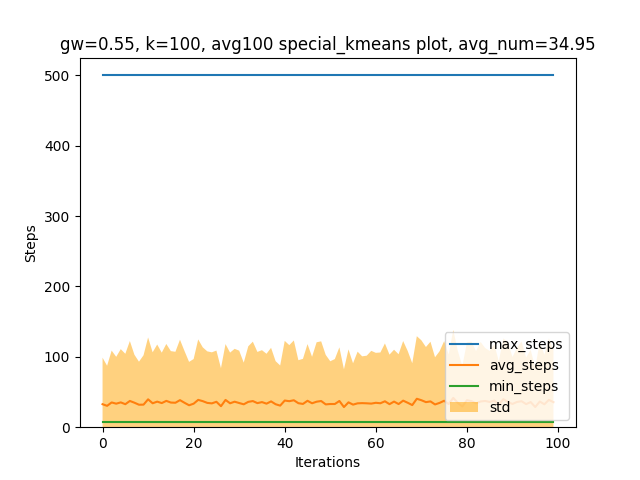 gw=0.55, k=100, avg100 special_kmeans plot, avg_num=34.95
500
400
300
200
100
0
Steps
max_steps
avg_steps
min_steps
std
0 20 40 60 80 100
Iterations